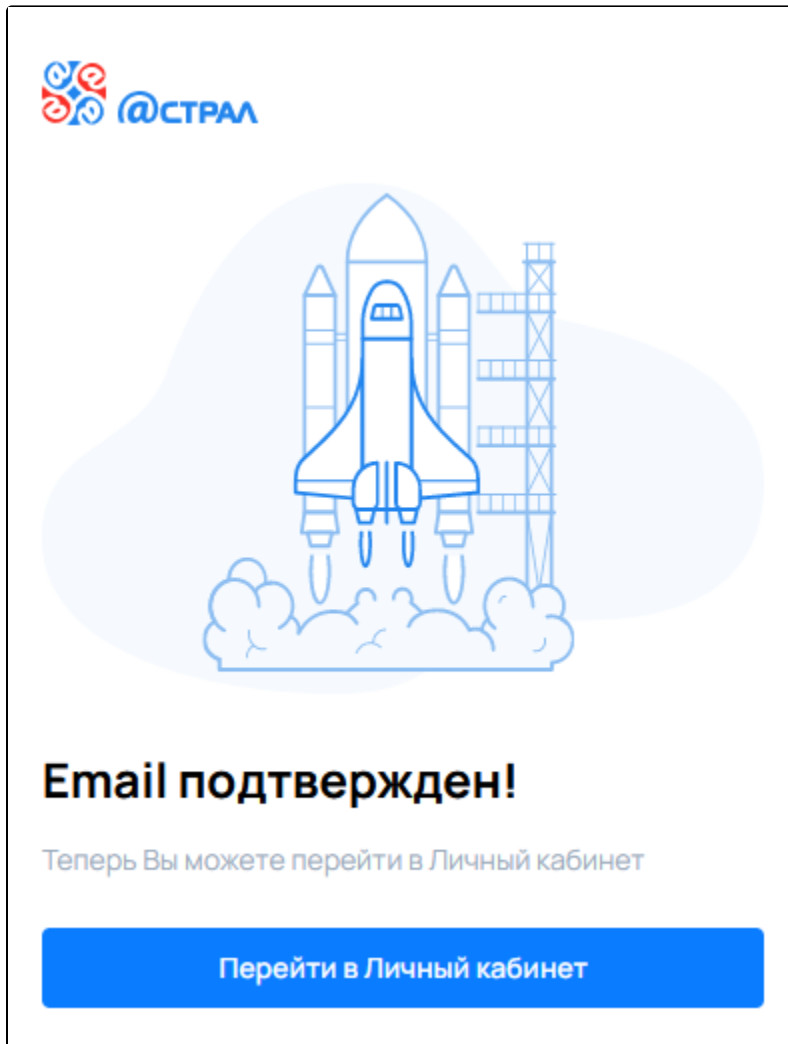 @СТРАЛ
Email подтвержден!
Теперь Вы можете перейти в Личный кабинет
Перейти в Личный кабинет